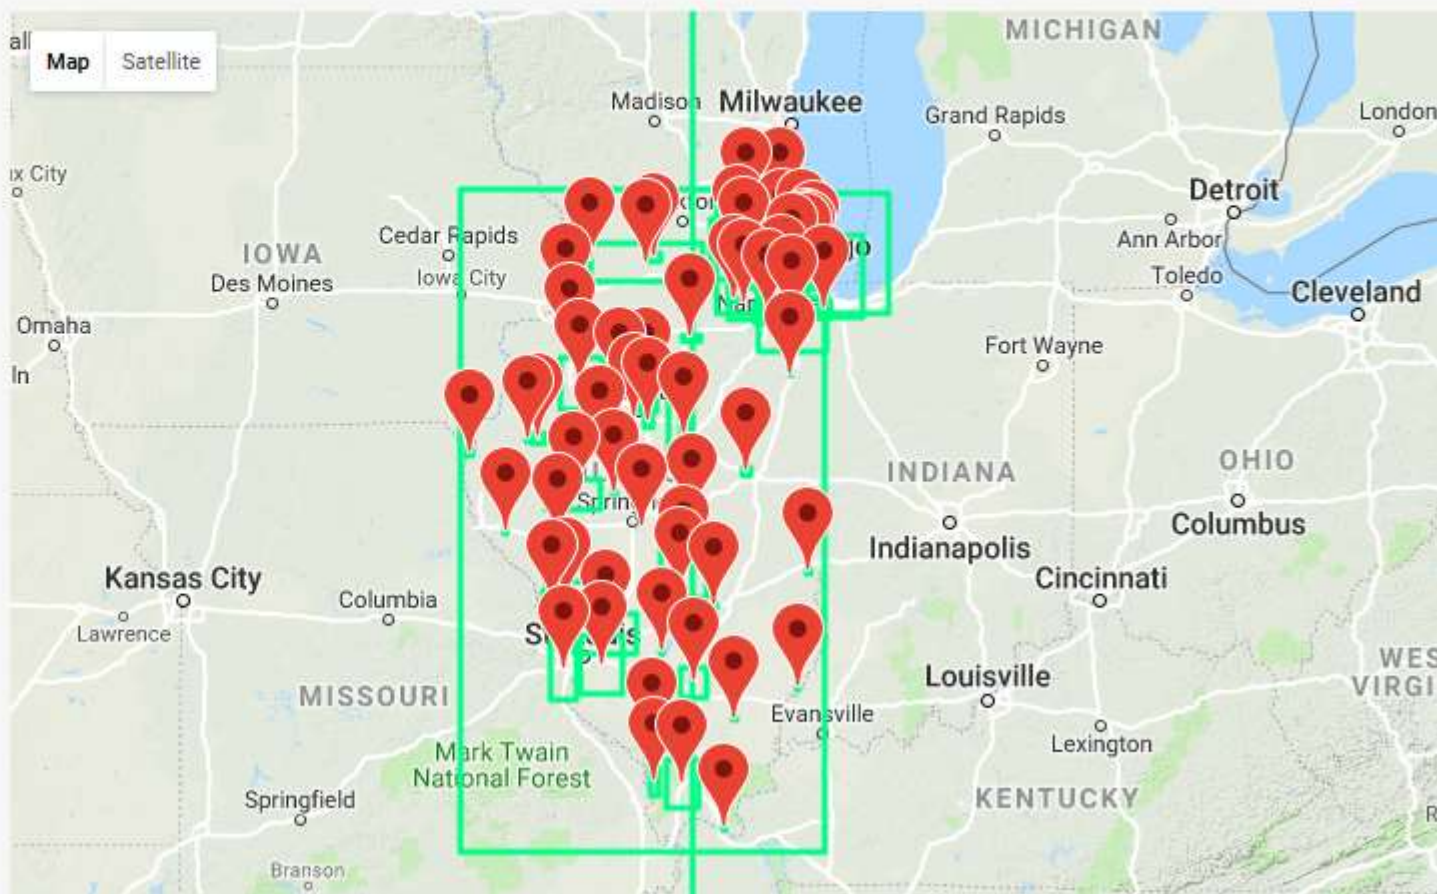 MICHIGAN
Map
Satellite
Madison
Milwaukee
Grand Rapids
London
Detroit
Ann Arbor
Cedar Rapids
IOWA
Iowa City
Des Moines
Toledo
Cleveland
Omaha
Fort Wayne
ln
INDIANA
OHIO
Columbus
Indianapolis
Kansas City
Cincinnati
Columbia
Lawrence
MISSOURI
Louisville
Evansville
Lexington
Mark Twain
National Forest
Springfield
KENTUCKY
Branson